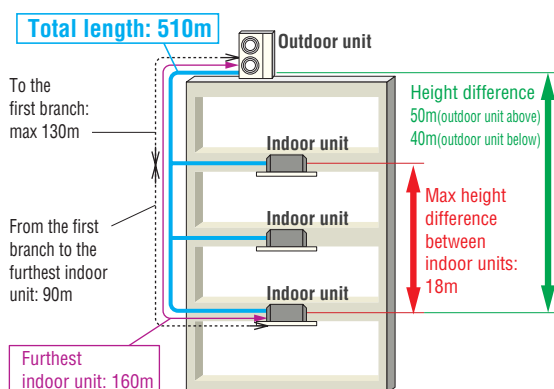 Total length: 510m
Outdoor unit
To the
first branch:
max 130m
Height difference
50m(outdoor unit above)
40m(outdoor unit below)
Indoor unit
Max height
difference
between
indoor units:
18m
From the first
branch to the
furthest indoor
unit: 90m
Indoor unit
Indoor unit
Furthest
indoor unit: 160m